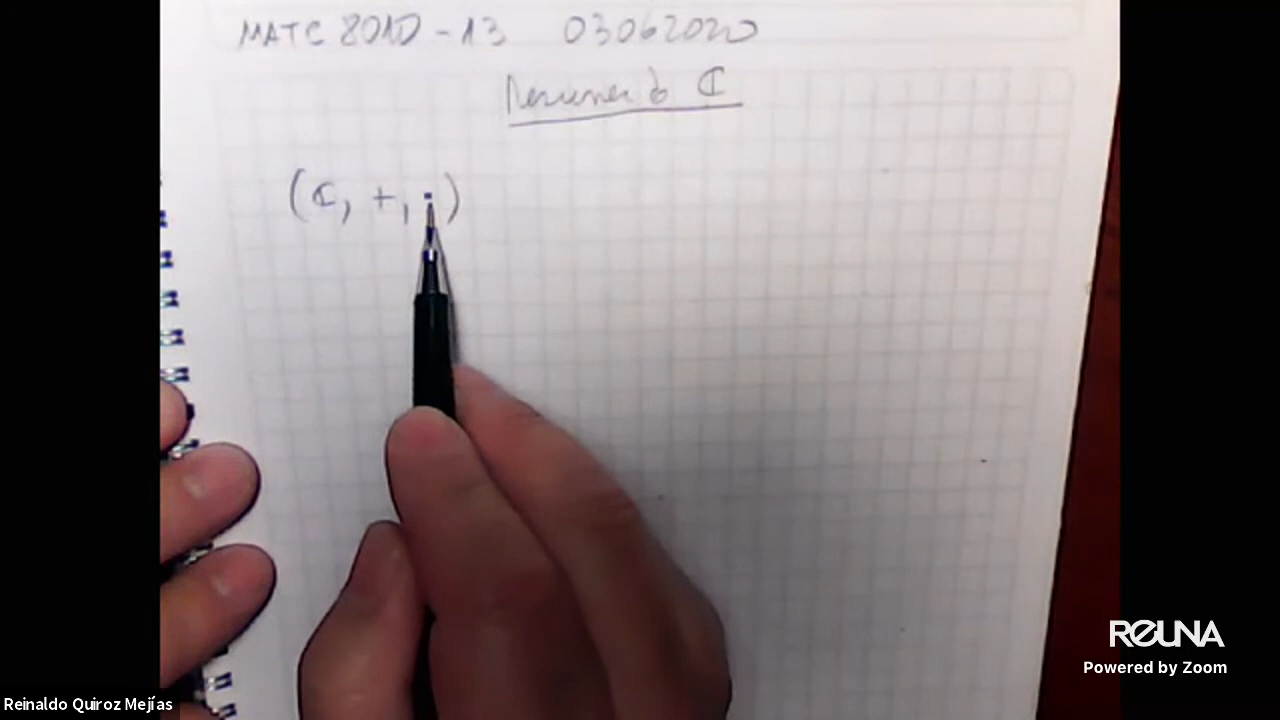 MATC 8010 - 13 03062020
Resumen de ℂ
(ℂ, +, ·)
REUNA
Powered by Zoom
Reinaldo Quiroz Mejías